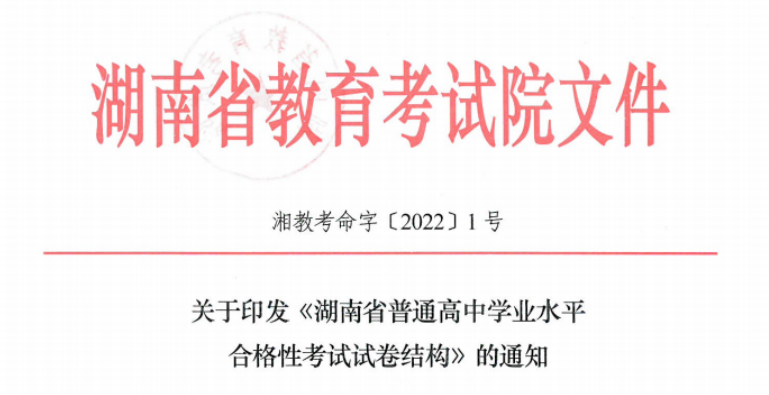 湖南省教育考试院文件
湘教考命字〔2022〕1号
关于印发《湖南省普通高中学业水平
合格性考试试卷结构》的通知